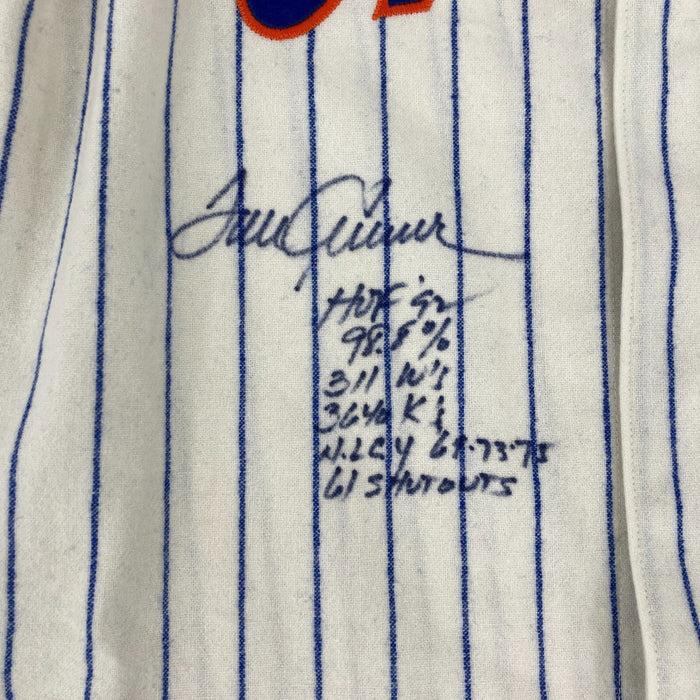 Tom Seaver
HOF '92
98.8%
311 W's
3640 K's
N.L.C.Y 69-73-75
61 SHUTOUTS